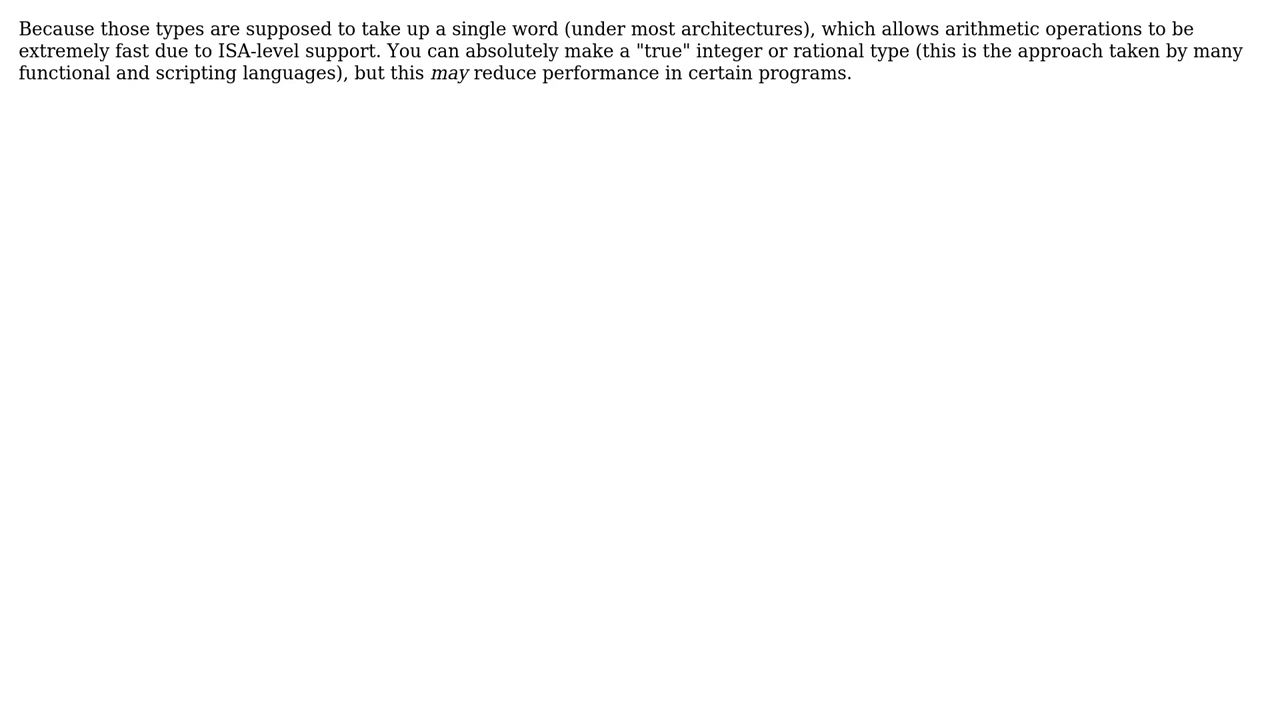 Because those types are supposed to take up a single word (under most architectures), which allows arithmetic operations to be
extremely fast due to ISA-level support. You can absolutely make a "true" integer or rational type (this is the approach taken by many
functional and scripting languages), but this may reduce performance in certain programs.